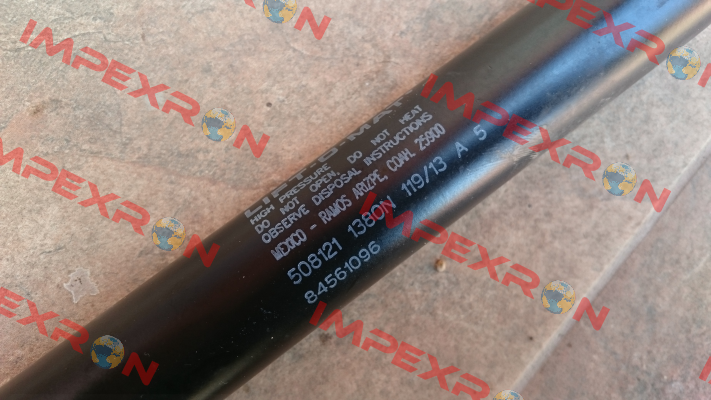 LIFT-O-MAT
HIGH PRESSURE
DO NOT OPEN. DO NOT HEAT
OBSERVE DISPOSAL INSTRUCTIONS
MEXICO - RAMOS ARIZPE, COAH. 25900
508121 1380N 119/13 A 5
84561096
IMPEXRON
IMPEXRON
IMPEXRON
IMPEXRON
IMPEXRON
IMPEXRON
IMPEXRON
IMPEXRON